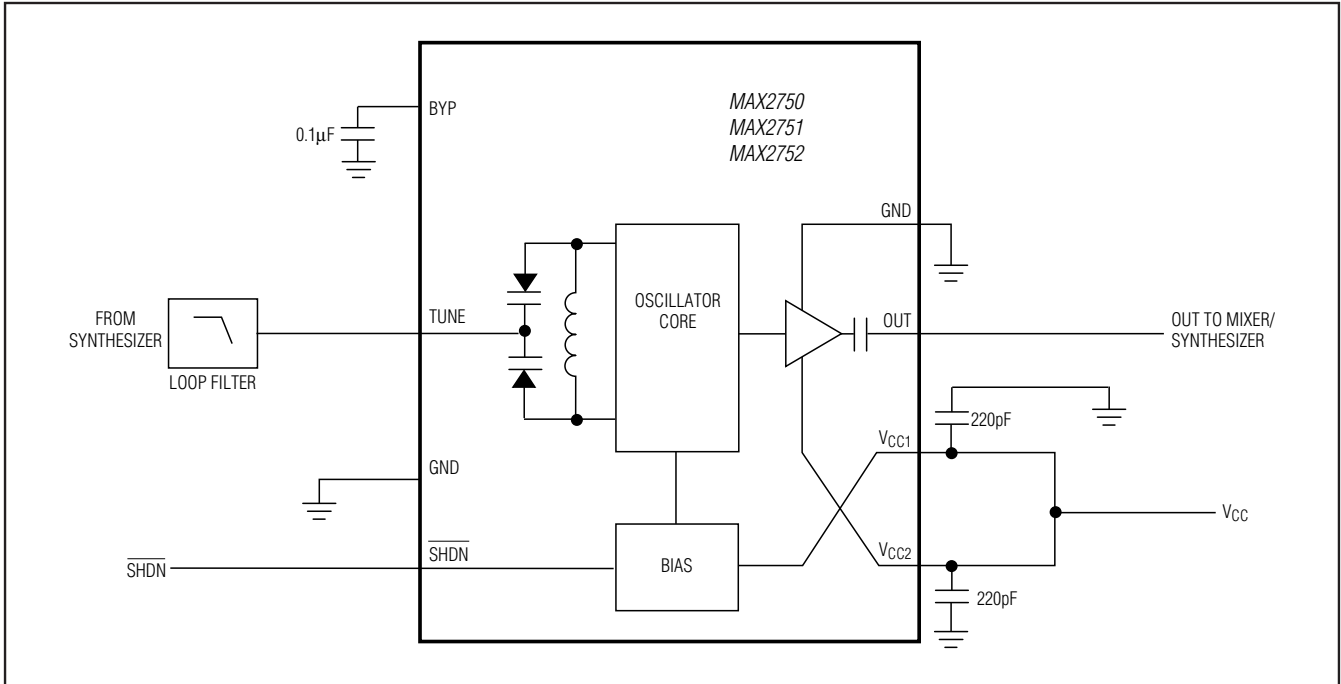 BYP
0.1μF
MAX2750
MAX2751
MAX2752
GND
FROM
SYNTHESIZER
LOOP FILTER
TUNE
OSCILLATOR
CORE
OUT
OUT TO MIXER/
SYNTHESIZER
220pF
VCC1
GND
VCC
SHDN
SHDN
BIAS
VCC2
220pF